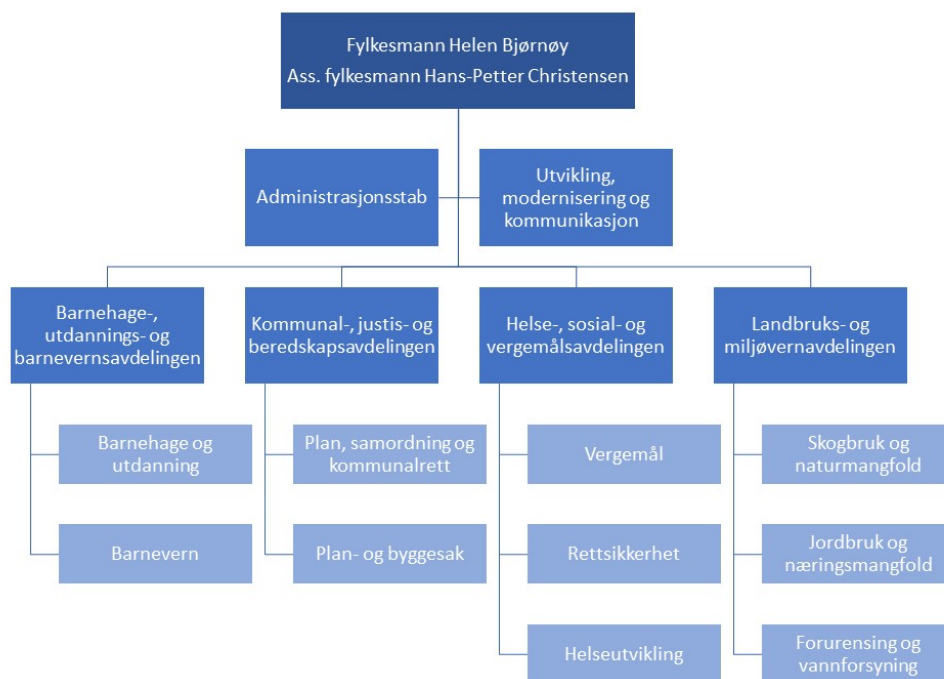 Fylkesmann Helen Bjørnøy
Ass. fylkesmann Hans-Petter Christensen
Administrasjonsstab
Utvikling,
modernisering og
kommunikasjon
Barnehage-,
utdannings- og
barnevernsavdelingen
Kommunal-, justis- og
beredskapsavdelingen
Helse-, sosial- og
vergemålsavdelingen
Landbruks- og
miljøvernavdelingen
Barnehage og
utdanning
Barnevern
Plan, samordning og
kommunalrett
Plan- og byggesak
Vergemål
Rettsikkerhet
Helseutvikling
Skogbruk og
naturmangfold
Jordbruk og
næringsmangfold
Forurensing og
vannforsyning